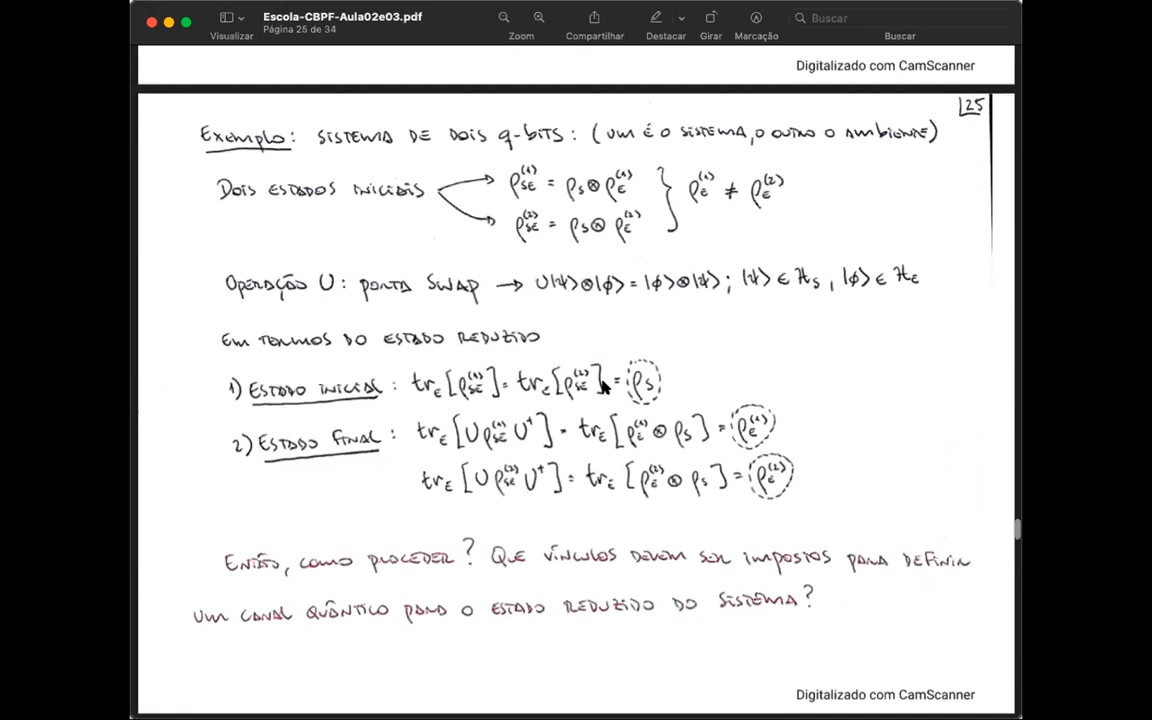 Escola-CBPF-Aula02e03.pdf
Página 25 de 34
Visualizar
Zoom
Compartilhar
Destacar
Girar
Marcação
Buscar
Buscar
Digitalizado com CamScanner
25
Exemplo: SISTEMA DE DOIS q-BITS: (UM É O SISTEMA, O OUTRO O AMBIENTE)
DOIS ESTADOS INICIAIS → ρ_SE^(1) = ρ_S ⊗ ρ_E^(1) } ρ_E^(1) ≠ ρ_E^(2)
→ ρ_SE^(2) = ρ_S ⊗ ρ_E^(2)
OPERAÇÃO U: PORTA SWAP → U|ψ>⊗|ϕ> = |ϕ>⊗|ψ>; |ψ> ∈ ℋ_S, |ϕ> ∈ ℋ_E
EM TERMOS DO ESTADO REDUZIDO
1) ESTADO INICIAL: tr_E[ρ_SE^(1)] = tr_E[ρ_SE^(2)] = ρ_S
2) ESTADO FINAL: tr_E[U ρ_SE^(1) U^†] = tr_E[ρ_E^(1) ⊗ ρ_S] = ρ_E^(1)
tr_E[U ρ_SE^(2) U^†] = tr_E[ρ_E^(2) ⊗ ρ_S] = ρ_E^(2)
ENTÃO, COMO PROCEDER? QUE VÍNCULOS DEVEM SER IMPOSTOS PARA DEFINIR
UM CANAL QUÂNTICO PARA O ESTADO REDUZIDO DO SISTEMA?
Digitalizado com CamScanner